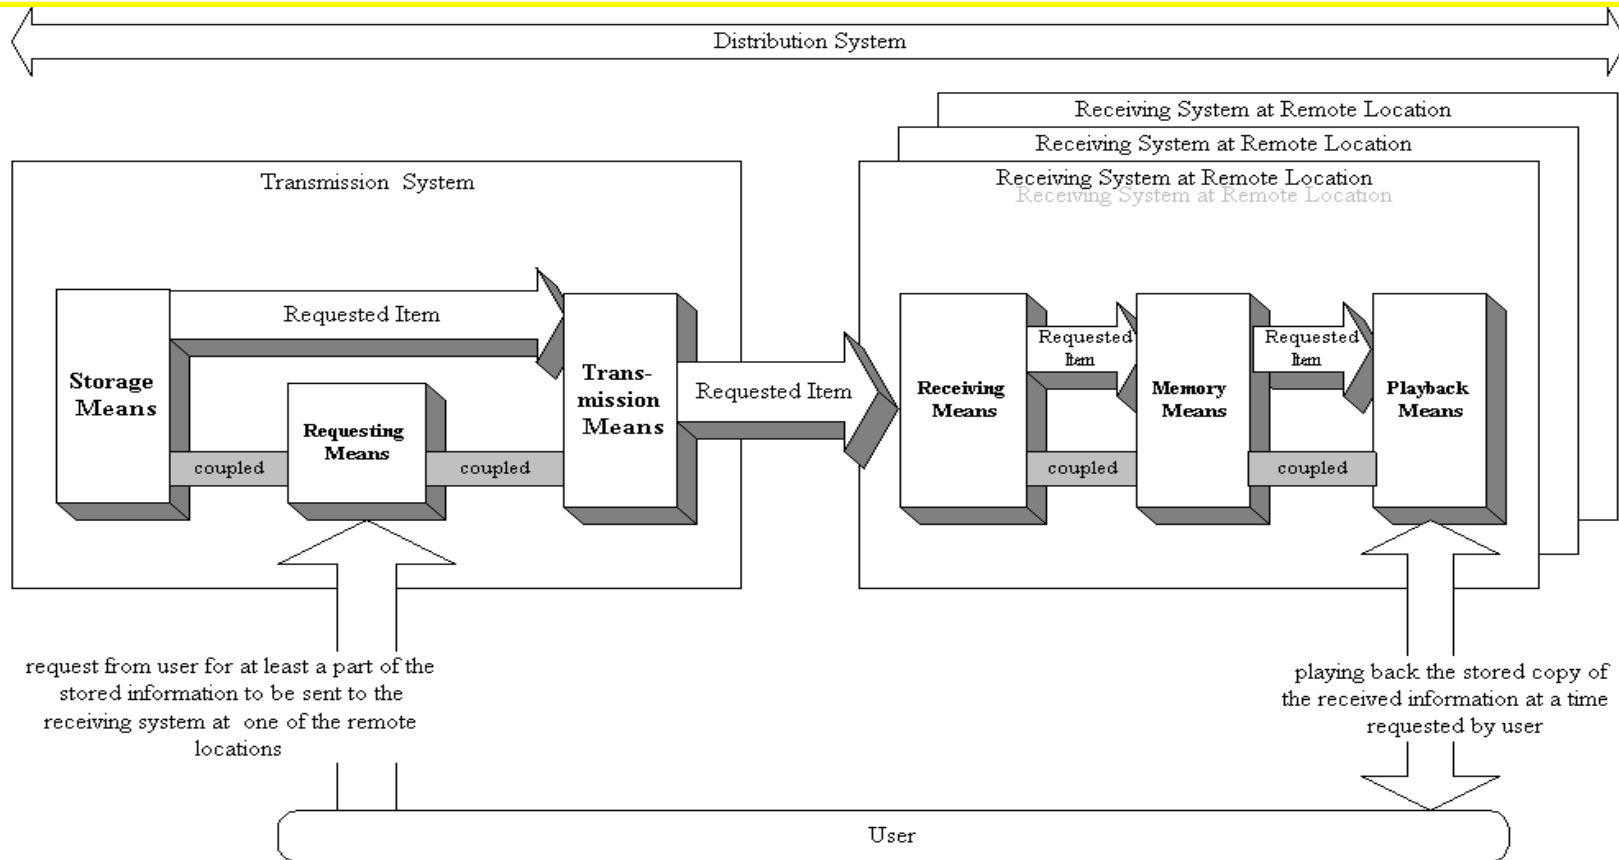 Distribution System
Receiving System at Remote Location
Receiving System at Remote Location
Receiving System at Remote Location
Receiving System at Remote Location
Transmission System
Requested Item
Storage
Means
Requesting
Means
coupled
coupled
Trans-
mission
Means
Requested Item
Receiving
Means
Requested
Item
coupled
Memory
Means
Requested
Item
coupled
Playback
Means
request from user for at least a part of the
stored information to be sent to the
receiving system at one of the remote
locations
playing back the stored copy of
the received information at a time
requested by user
User